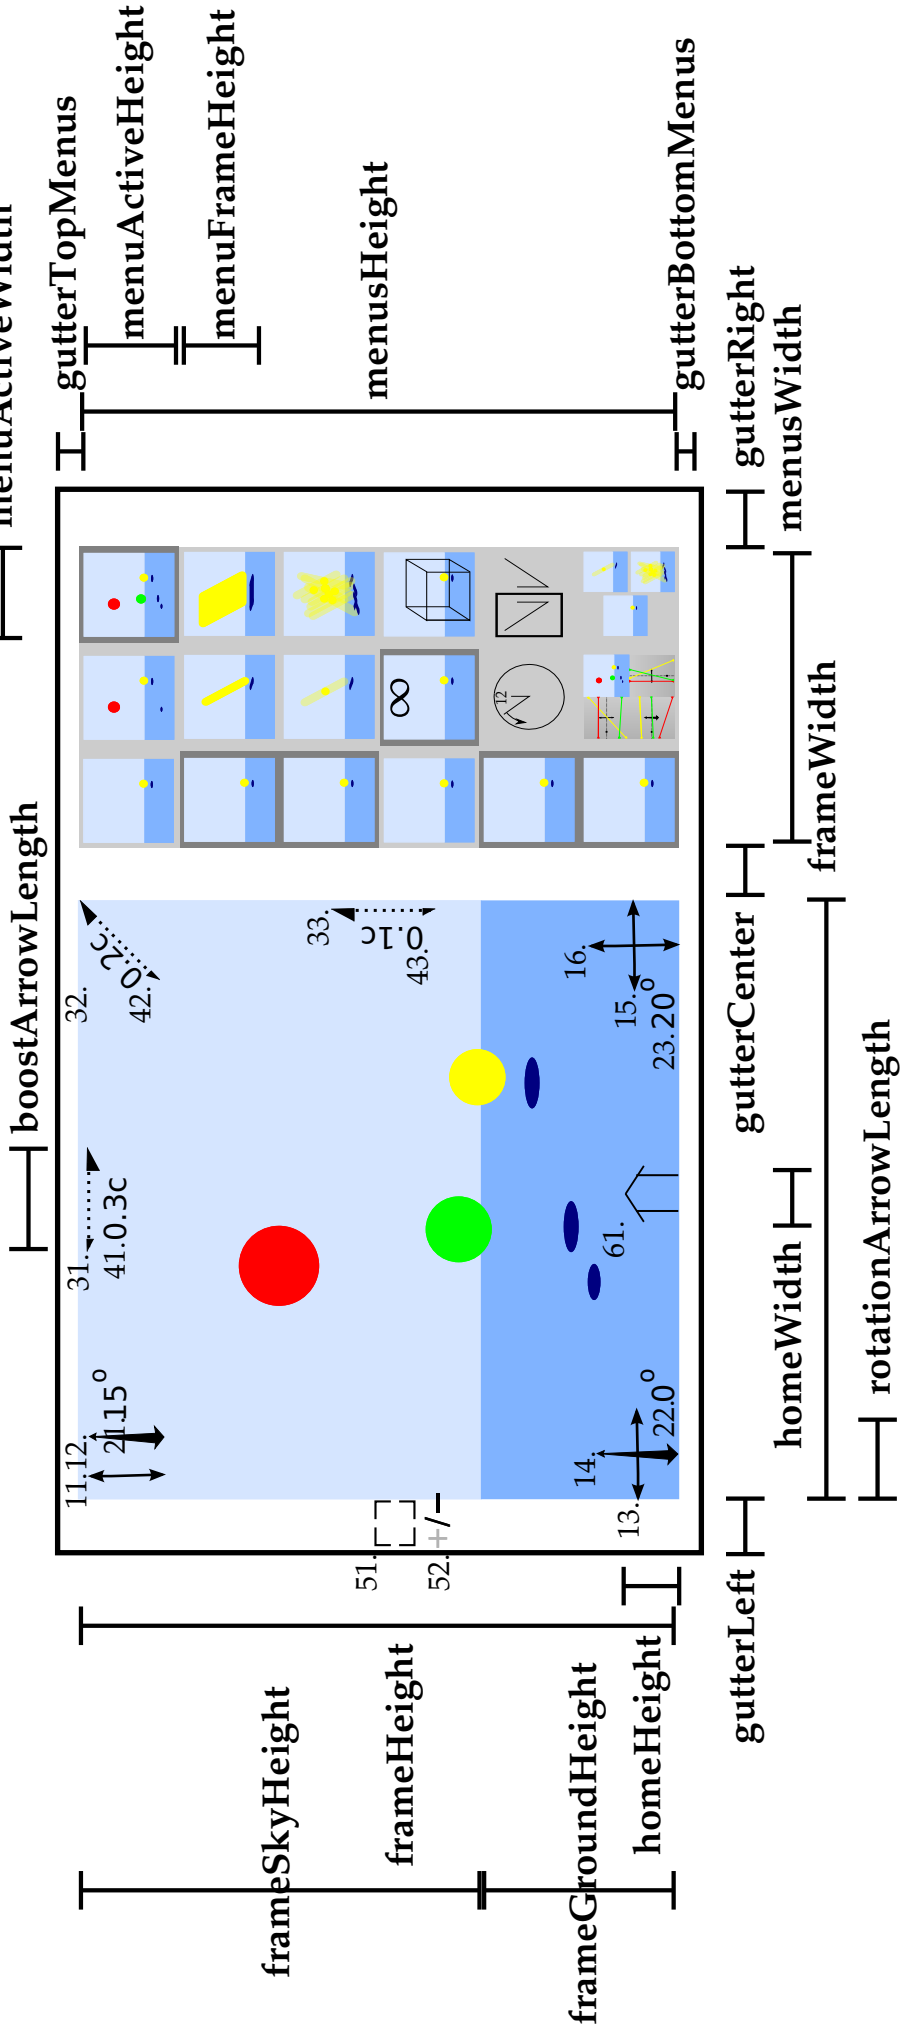 menuActiveWidth
boostArrowLength
gutterTopMenus
menuActiveHeight
menuFrameHeight
menusHeight
gutterBottomMenus
frameSkyHeight
frameHeight
frameGroundHeight
homeHeight
11.
12.
21.
15°
31.
41.
0.3c
32.
0.2c
42.
33.
0.1c
43.
51.
52.
+/-
13.
14.
22.
0°
61.
15.
16.
23.
20°
∞
12
N
N
gutterLeft
homeWidth
gutterCenter
gutterRight
menusWidth
frameWidth
rotationArrowLength